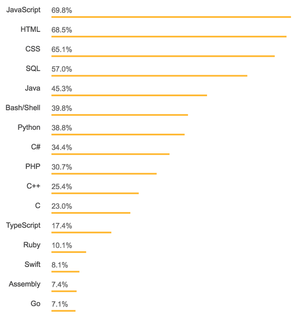 JavaScript 69.8%
HTML 68.5%
CSS 65.1%
SQL 57.0%
Java 45.3%
Bash/Shell 39.8%
Python 38.8%
C# 34.4%
PHP 30.7%
C++ 25.4%
C 23.0%
TypeScript 17.4%
Ruby 10.1%
Swift 8.1%
Assembly 7.4%
Go 7.1%